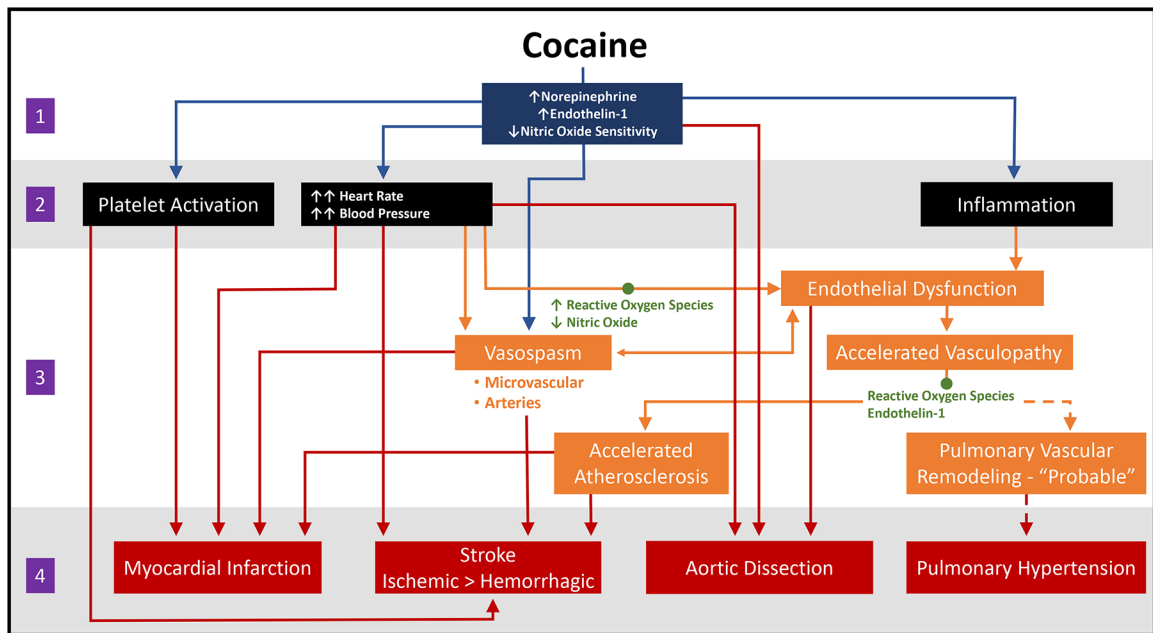 Cocaine
1
↑Norepinephrine
↑Endothelin-1
↓Nitric Oxide Sensitivity
2
Platelet Activation
↑↑ Heart Rate
↑↑ Blood Pressure
Inflammation
3
Endothelial Dysfunction
↑ Reactive Oxygen Species
↓ Nitric Oxide
Vasospasm
• Microvascular
• Arteries
Accelerated Vasculopathy
Reactive Oxygen Species
Endothelin-1
Accelerated
Atherosclerosis
Pulmonary Vascular
Remodeling - “Probable”
4
Myocardial Infarction
Stroke
Ischemic > Hemorrhagic
Aortic Dissection
Pulmonary Hypertension